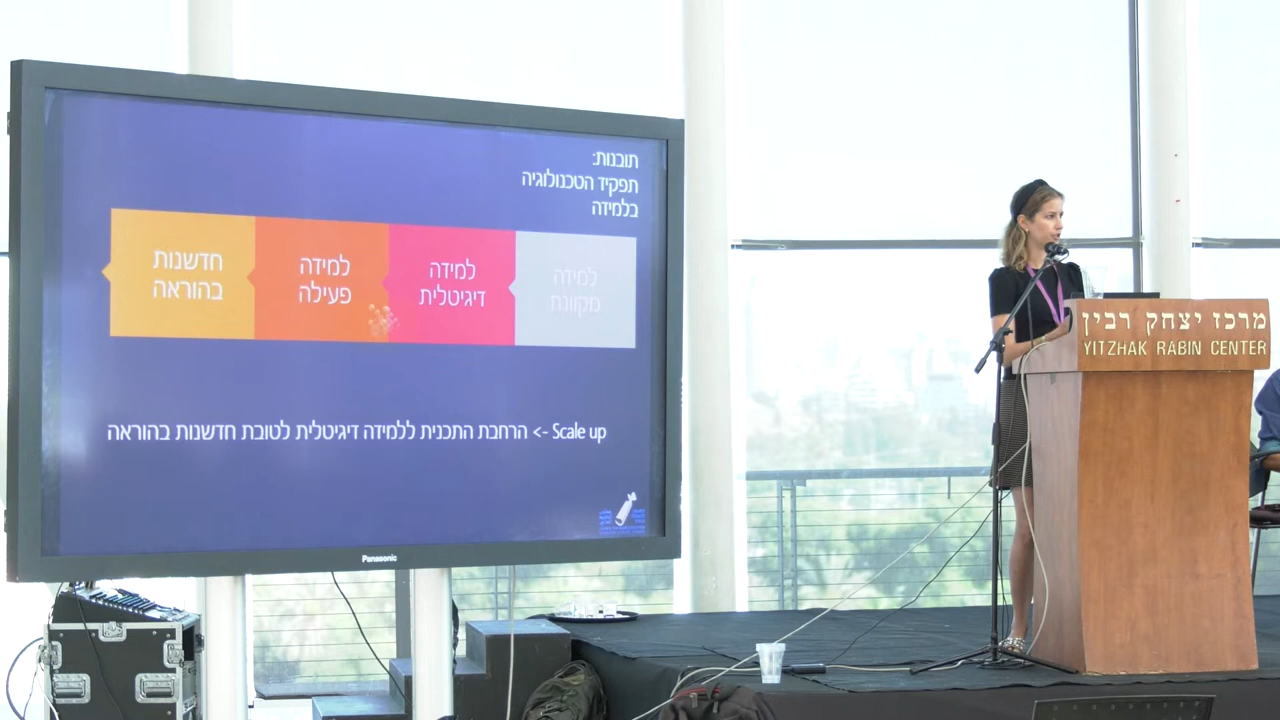 תובנות:
תפקיד הטכנולוגיה
בלמידה
למידה
מקוונת
למידה
דיגיטלית
למידה
פעילה
חדשנות
בהוראה
Scale up -> הרחבת התכנית ללמידה דיגיטלית לטובת חדשנות בהוראה
Panasonic
מרכז יצחק רבין
YITZHAK RABIN CENTER